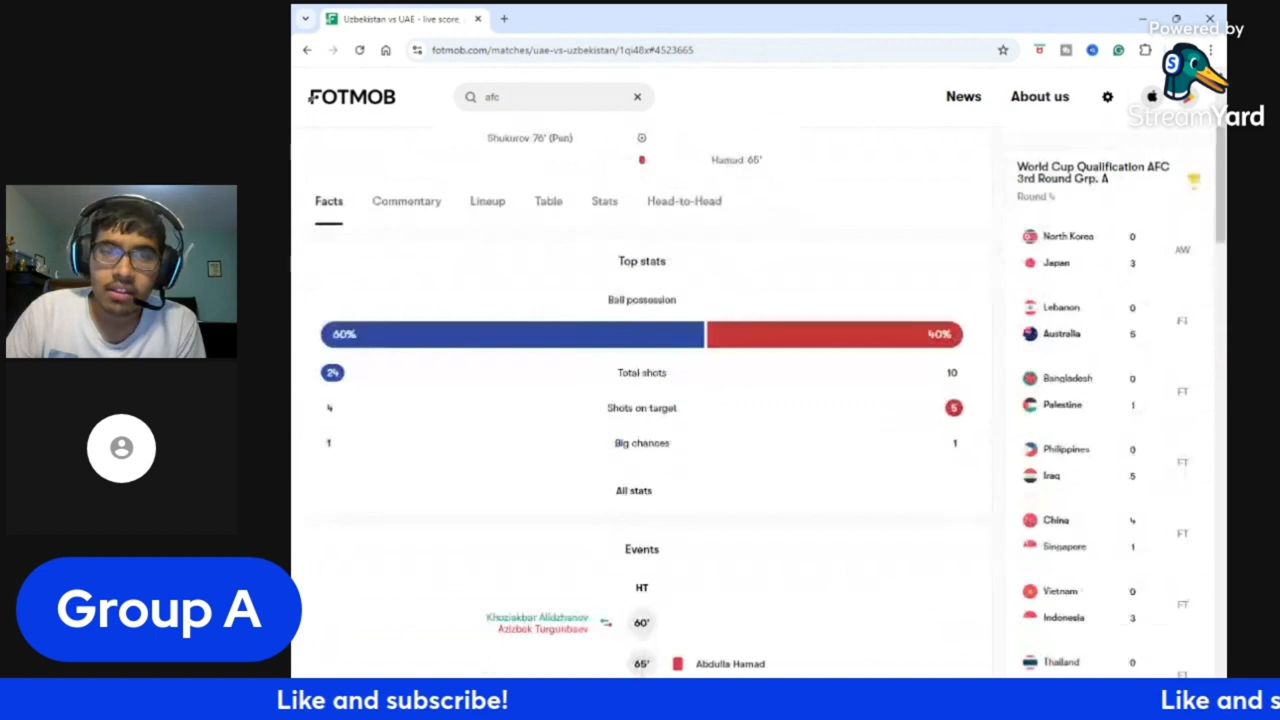 Uzbekistan vs UAE - live score,
fotmob.com/matches/uae-vs-uzbekistan/1qi48x#4523665
Powered by
StreamYard
FOTMOB
afc
News
About us
Shukurov 76' (Pen)
Hamad 65'
Facts
Commentary
Lineup
Table
Stats
Head-to-Head
Top stats
Ball possession
60%
40%
24
Total shots
10
4
Shots on target
5
1
Big chances
1
All stats
Events
HT
Azizbek Turgunbaev
60'
65'
Abdulla Hamad
World Cup Qualification AFC
3rd Round Grp. A
Round 4
North Korea 0
AW
Japan 3
Lebanon 0
FT
Australia 5
Bangladesh 0
FT
Palestine 1
Philippines 0
FT
Iraq 5
China 4
FT
Singapore 1
Vietnam 0
FT
Indonesia 3
Thailand 0
Group A
Like and subscribe!
Like and s